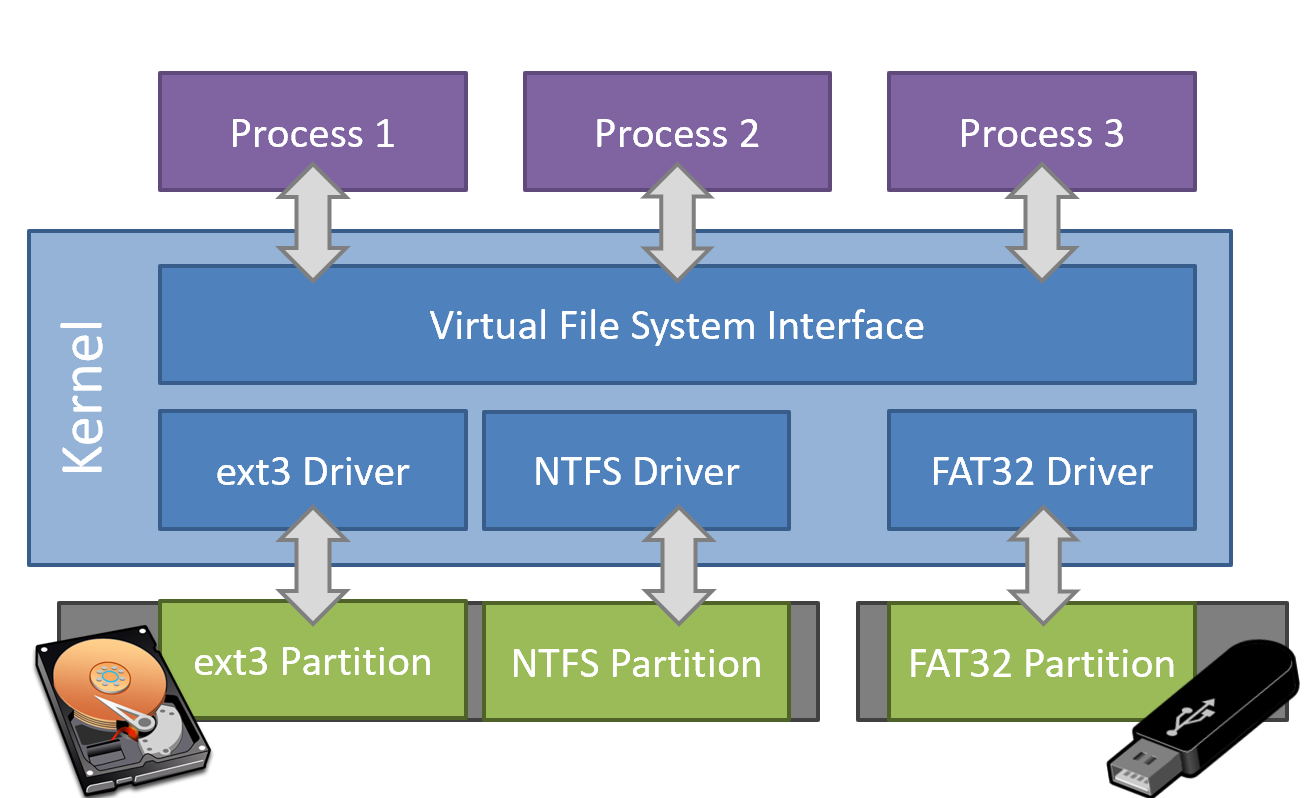 Process 1
Process 2
Process 3
Kernel
Virtual File System Interface
ext3 Driver
NTFS Driver
FAT32 Driver
ext3 Partition
NTFS Partition
FAT32 Partition